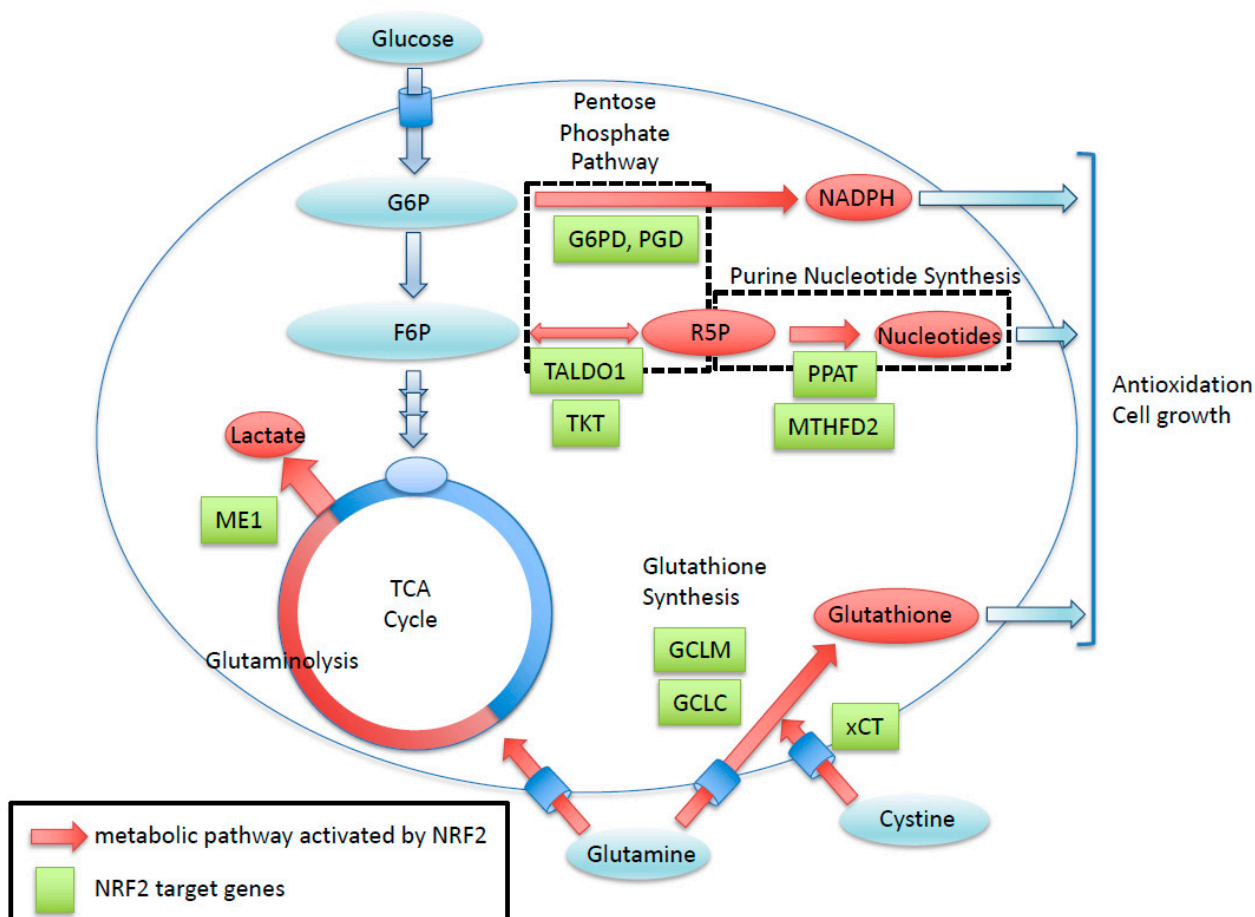 Glucose
Pentose
Phosphate
Pathway
G6P
NADPH
G6PD, PGD
Purine Nucleotide Synthesis
F6P
R5P
Nucleotides
TALDO1
PPAT
TKT
MTHFD2
Antioxidation
Cell growth
Lactate
ME1
TCA
Cycle
Glutaminolysis
Glutathione
Synthesis
Glutathione
GCLM
GCLC
xCT
Cystine
Glutamine
metabolic pathway activated by NRF2
NRF2 target genes